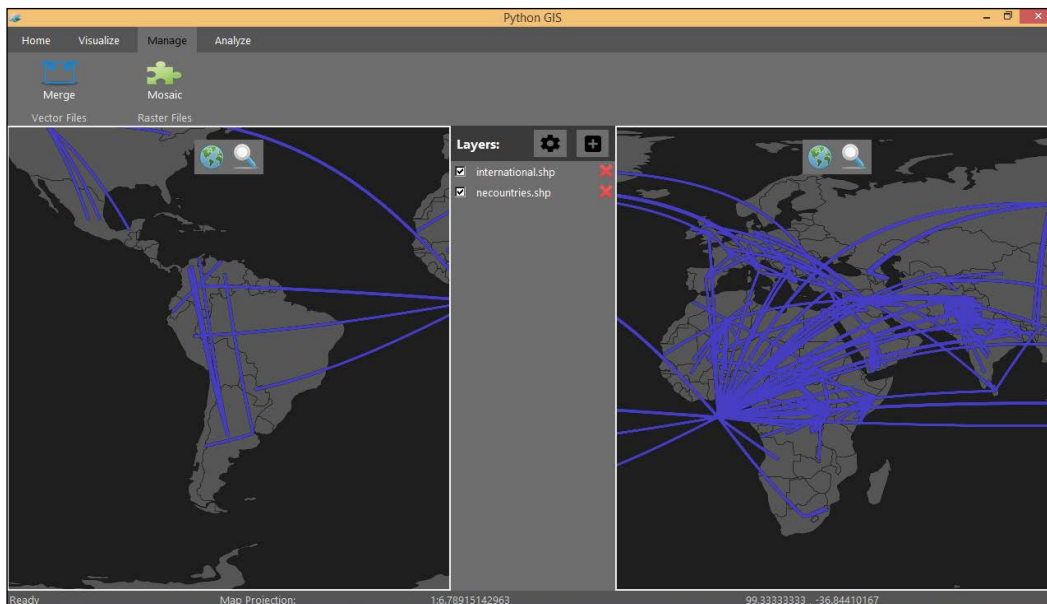 Python GIS
Home Visualize Manage Analyze
Merge Mosaic
Vector Files Raster Files
Layers:
international.shp
necountries.shp
Ready Map Projection: 1:6.78915142963 99.33333333 , -36.84410167